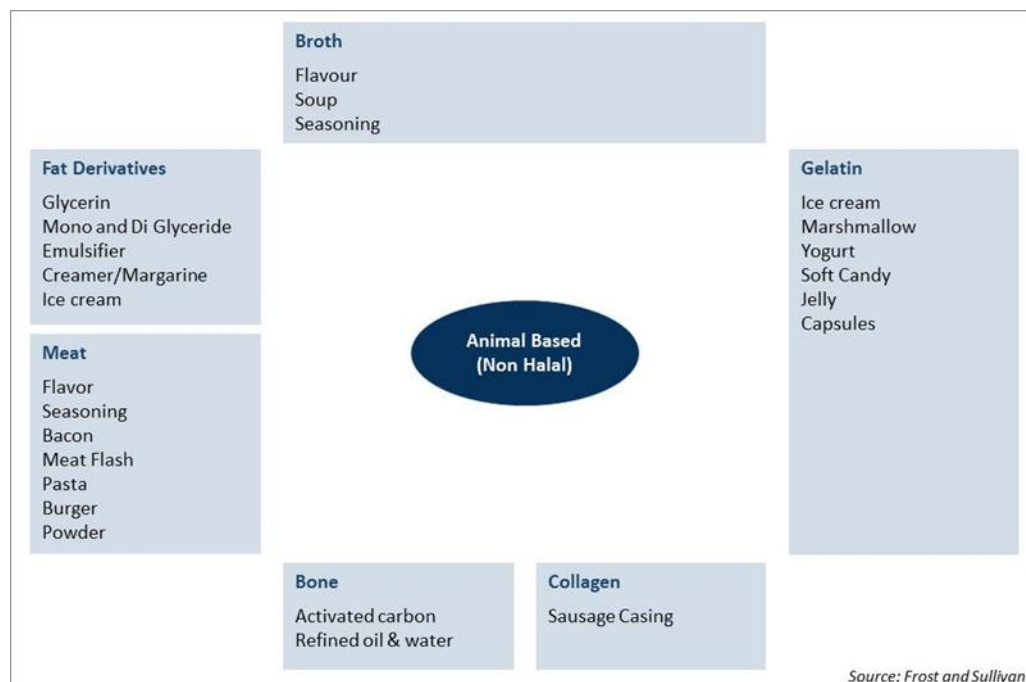 Broth
Flavour
Soup
Seasoning
Fat Derivatives
Glycerin
Mono and Di Glyceride
Emulsifier
Creamer/Margarine
Ice cream
Gelatin
Ice cream
Marshmallow
Yogurt
Soft Candy
Jelly
Capsules
Animal Based
(Non Halal)
Meat
Flavor
Seasoning
Bacon
Meat Flash
Pasta
Burger
Powder
Bone
Activated carbon
Refined oil & water
Collagen
Sausage Casing
Source: Frost and Sullivan